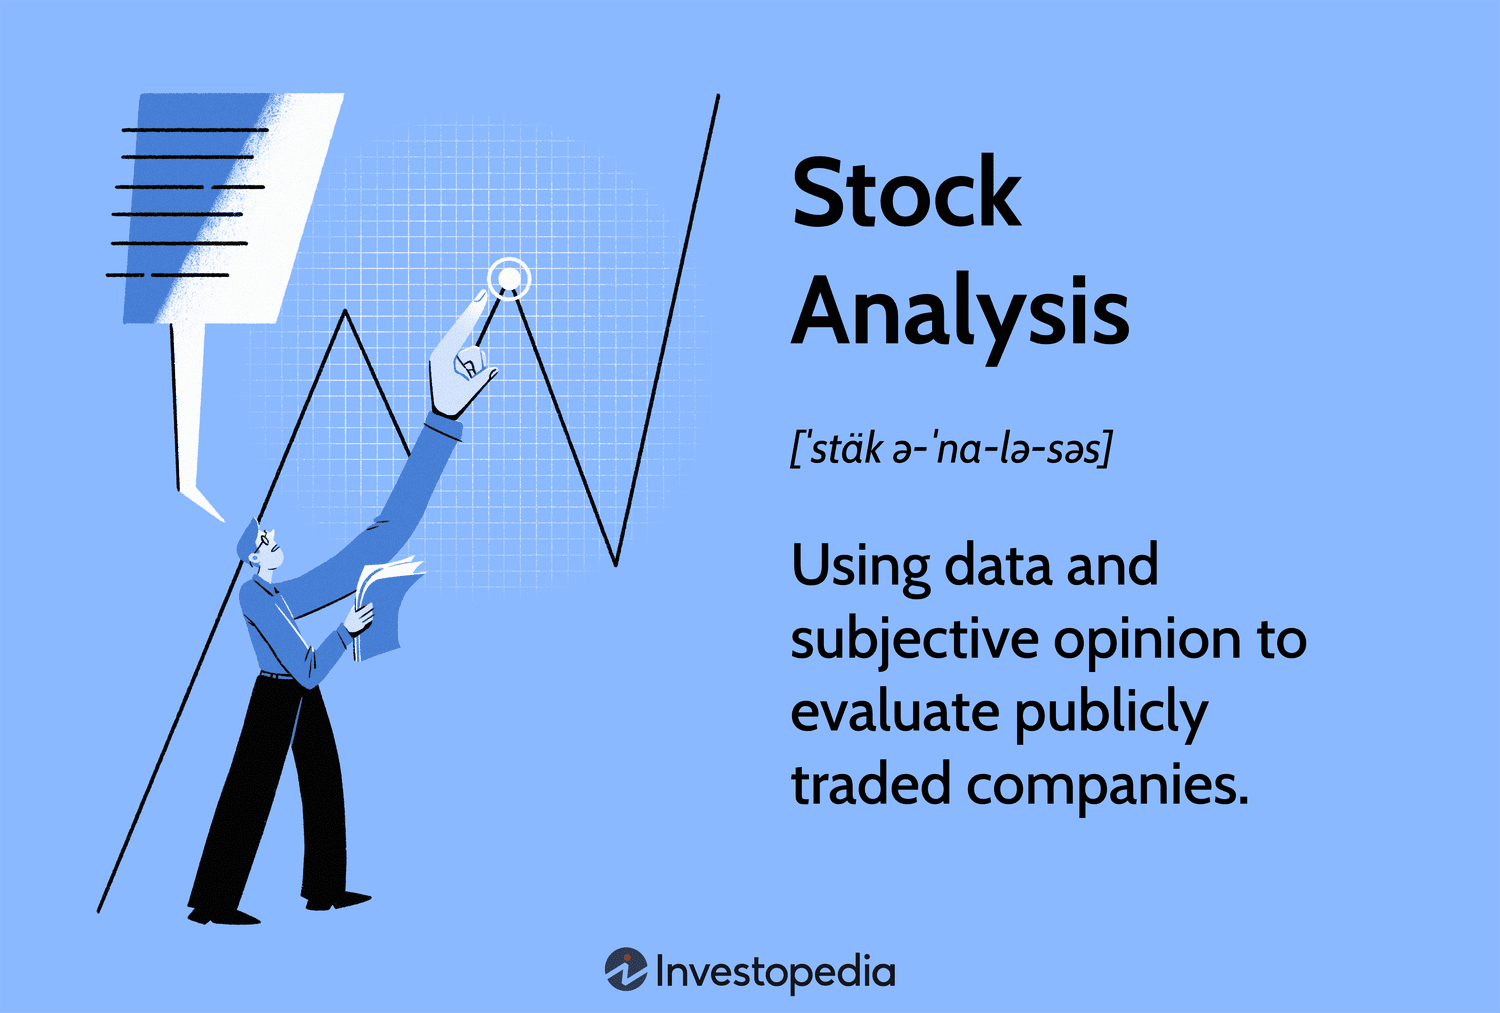 Stock
Analysis
[ˈstäk ə-ˈna-lə-səs]
Using data and
subjective opinion to
evaluate publicly
traded companies.
Investopedia